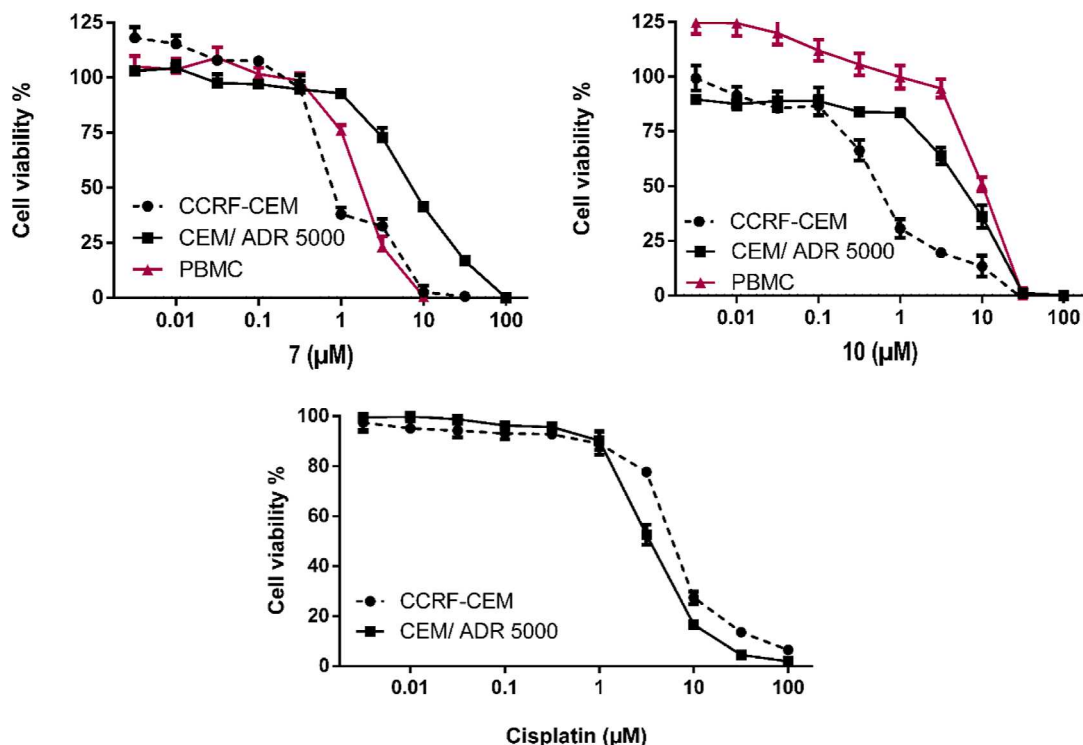 125
100
75
50
25
0
Cell viability %
CCRF-CEM
CEM/ ADR 5000
PBMC
0.01 0.1 1 10 100
7 (µM)
125
100
75
50
25
0
Cell viability %
CCRF-CEM
CEM/ ADR 5000
PBMC
0.01 0.1 1 10 100
10 (µM)
100
80
60
40
20
0
Cell viability %
CCRF-CEM
CEM/ ADR 5000
0.01 0.1 1 10 100
Cisplatin (µM)